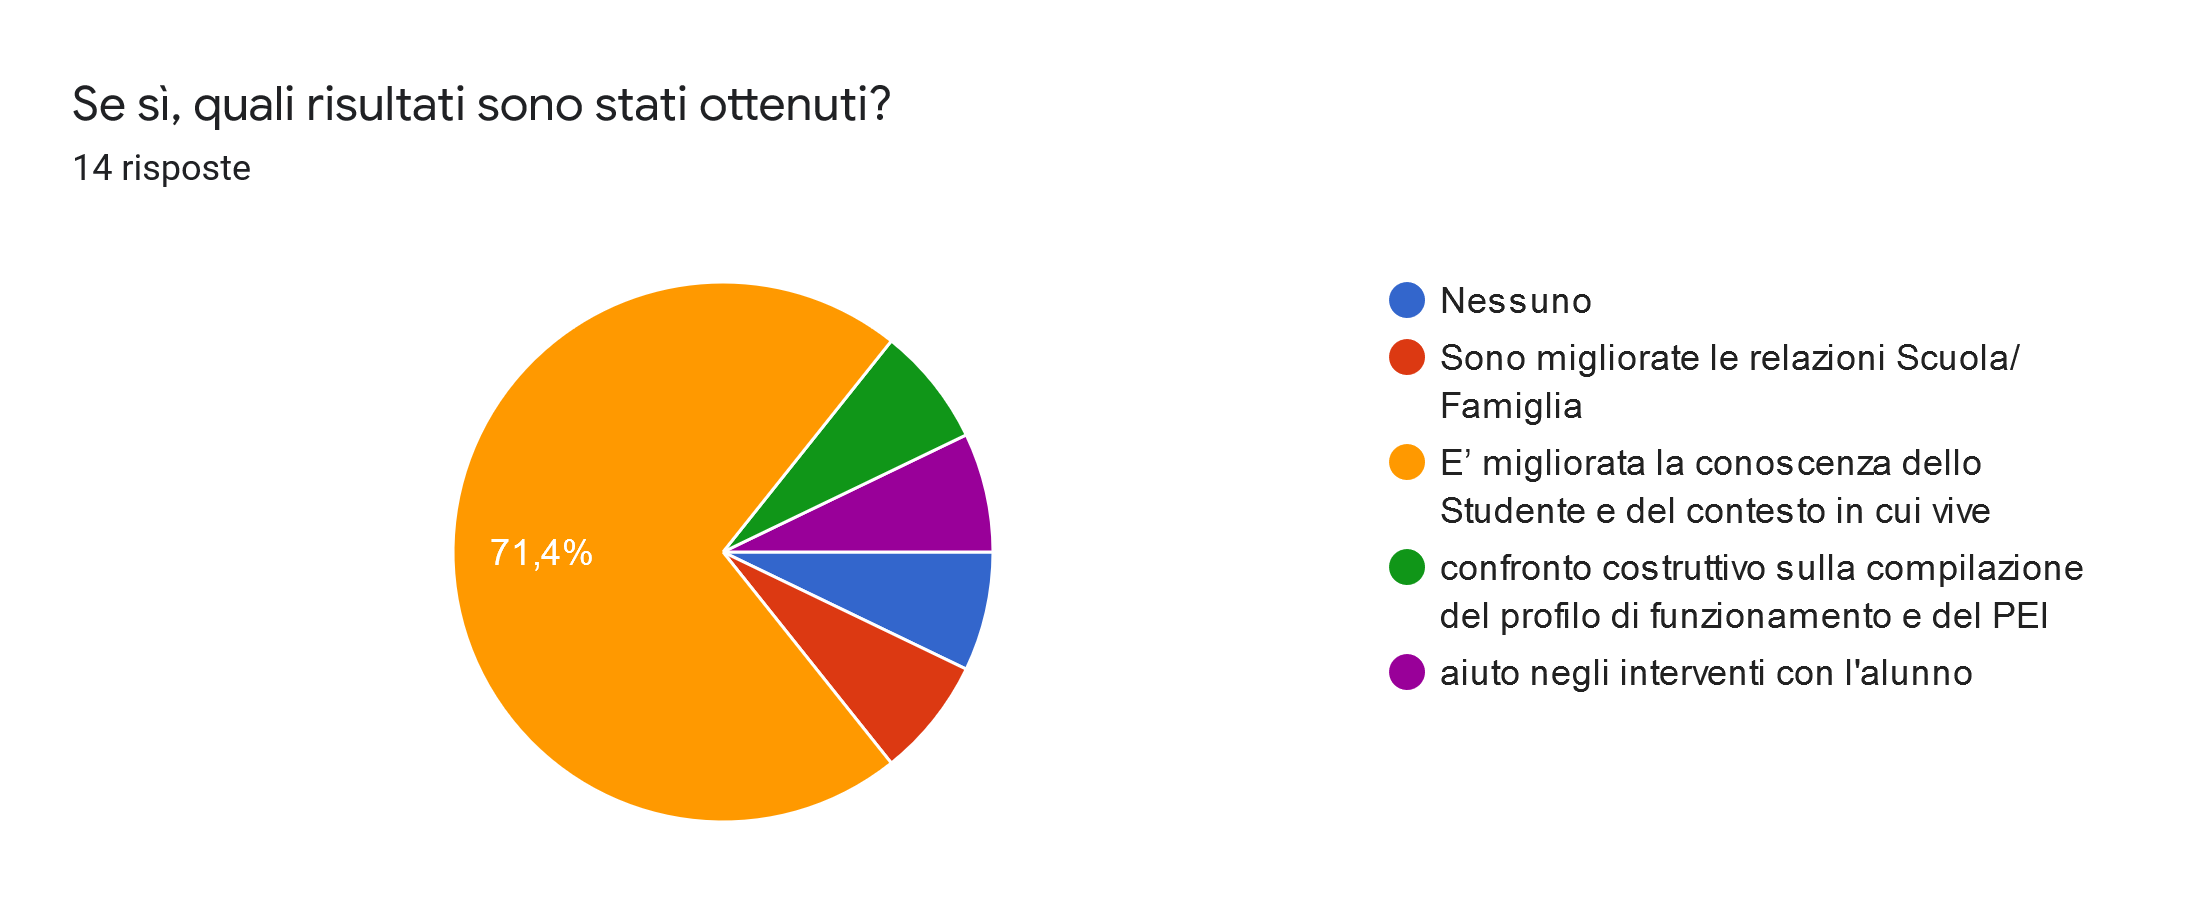 Se sì, quali risultati sono stati ottenuti?
14 risposte
71,4%
Nessuno
Sono migliorate le relazioni Scuola/
Famiglia
E’ migliorata la conoscenza dello
Studente e del contesto in cui vive
confronto costruttivo sulla compilazione
del profilo di funzionamento e del PEI
aiuto negli interventi con l'alunno